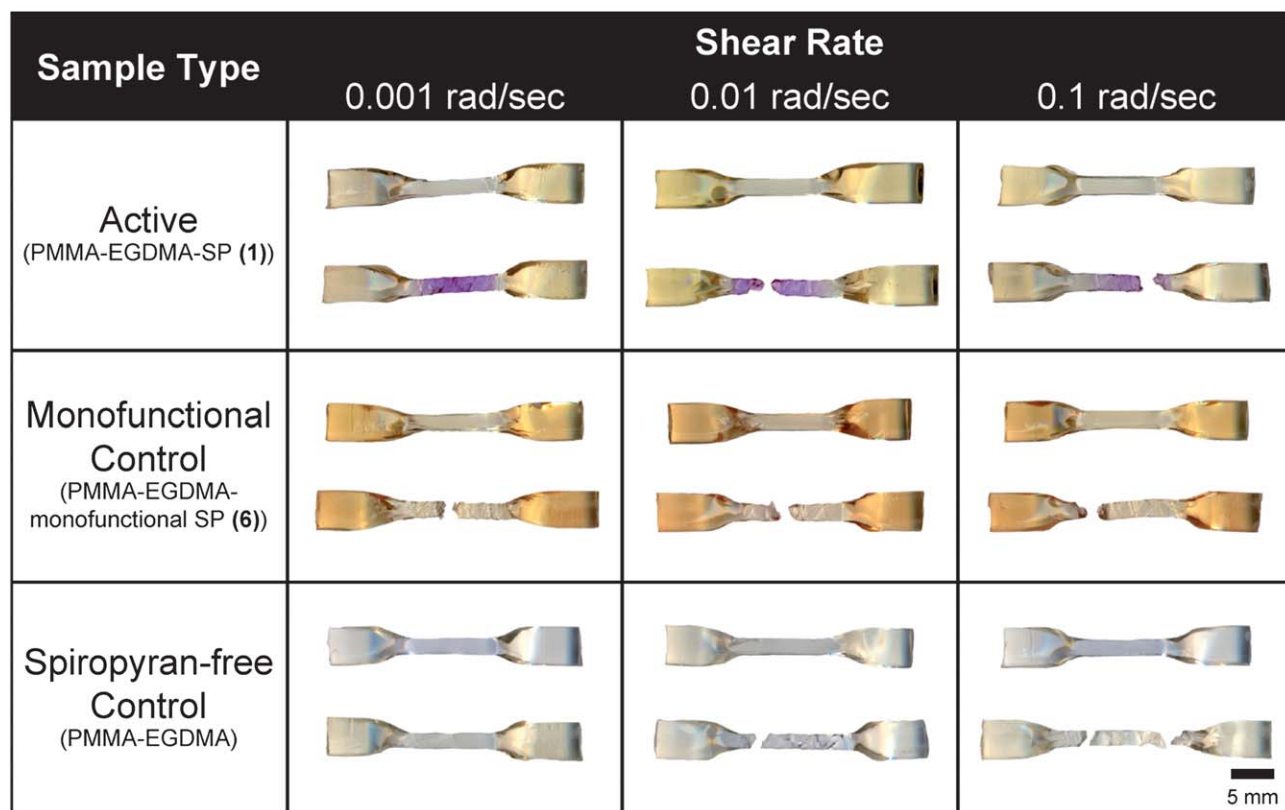 Sample Type
Shear Rate
0.001 rad/sec
0.01 rad/sec
0.1 rad/sec
Active
(PMMA-EGDMA-SP (1))
Monofunctional
Control
(PMMA-EGDMA-
monofunctional SP (6))
Spiropyran-free
Control
(PMMA-EGDMA)
5 mm